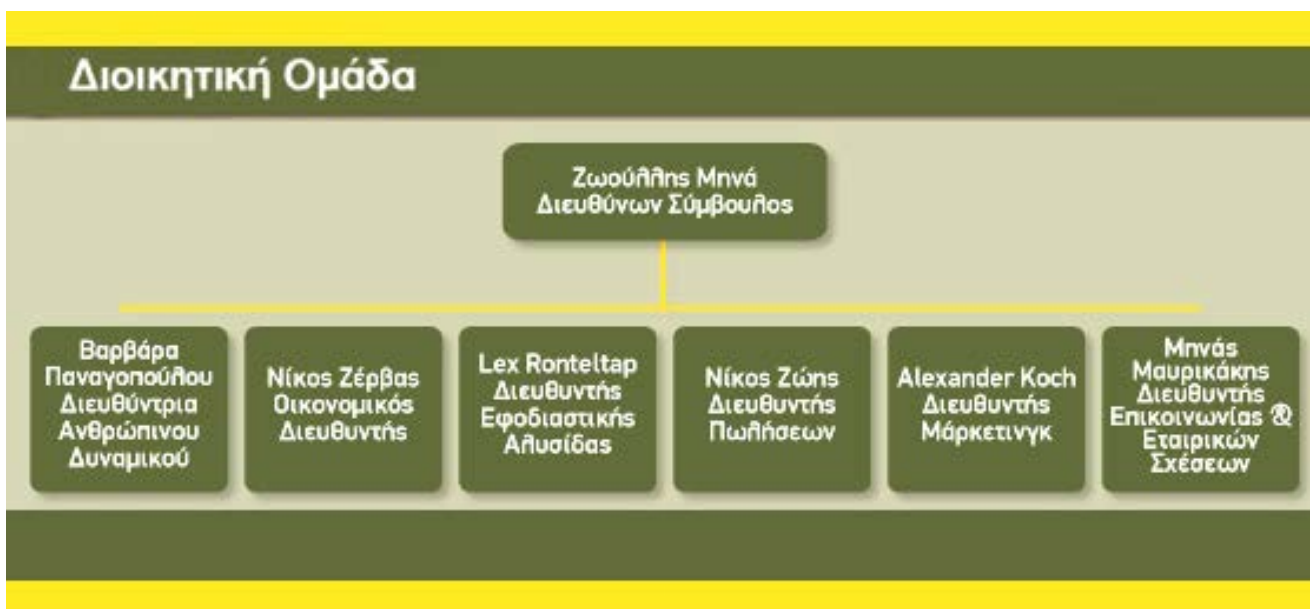 Διοικητική Ομάδα
Ζωούλλης Μηνά
Διευθύνων Σύμβουλος
Βαρβάρα
Παναγοπούλου
Διευθύντρια
Ανθρώπινου
Δυναμικού
Νίκος Ζέρβας
Οικονομικός
Διευθυντής
Lex Ronteltap
Διευθυντής
Εφοδιαστικής
Αλυσίδας
Νίκος Ζώης
Διευθυντής
Πωλήσεων
Alexander Koch
Διευθυντής
Μάρκετινγκ
Μηνάς
Μαυρικάκης
Διευθυντής
Επικοινωνίας &
Εταιρικών
Σχέσεων